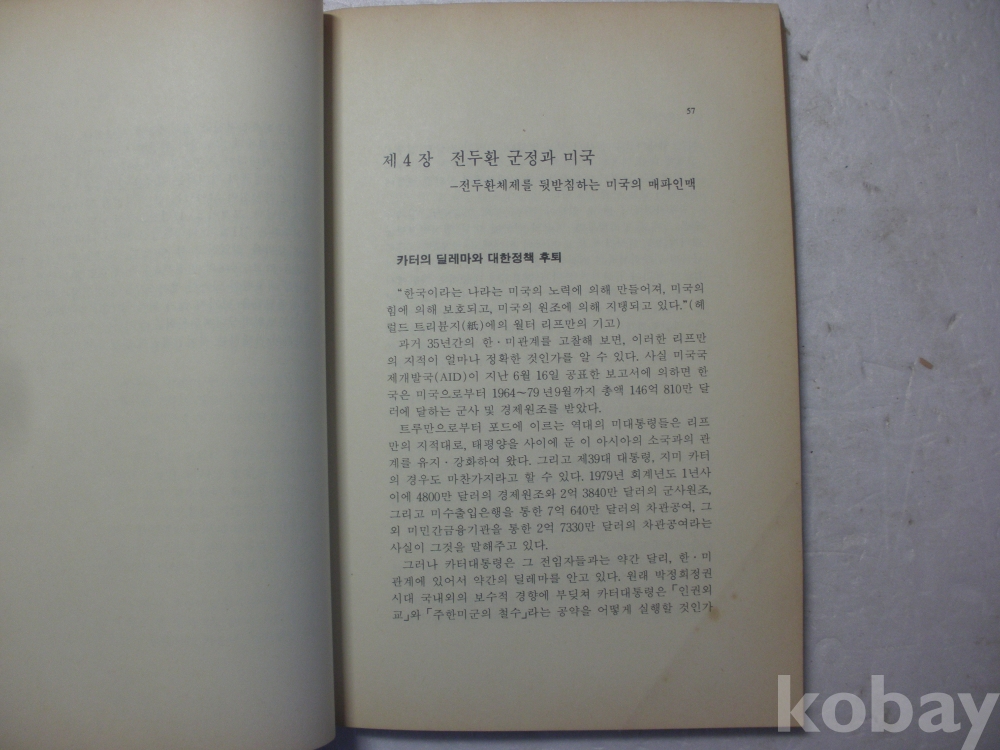 57
제 4 장 전두환 군정과 미국
–전두환체제를 뒷받침하는 미국의 매파인맥
카터의 딜레마와 대한정책 후퇴
“한국이라는 나라는 미국의 노력에 의해 만들어져, 미국의
힘에 의해 보호되고, 미국의 원조에 의해 지탱되고 있다.”(헤
럴드 트리뷴지(紙)에의 월터 리프만의 기고)
과거 35년간의 한·미관계를 고찰해 보면, 이러한 리프만
의 지적이 얼마나 정확한 것인가를 알 수 있다. 사실 미국국
제개발국(AID)이 지난 6월 16일 공표한 보고서에 의하면 한
국은 미국으로부터 1964～79년9월까지 총액 146억 810만 달
러에 달하는 군사 및 경제원조를 받았다.
트루만으로부터 포드에 이르는 역대의 미대통령들은 리프
만의 지적대로, 태평양을 사이에 둔 이 아시아의 소국과의 관
계를 유지·강화하여 왔다. 그리고 제39대 대통령, 지미 카터
의 경우도 마찬가지라고 할 수 있다. 1979년 회계년도 1년사
이에 4800만 달러의 경제원조와 2억 3840만 달러의 군사원조,
그리고 미수출입은행을 통한 7억 640만 달러의 차관공여, 그
외 미민간금융기관을 통한 2억 7330만 달러의 차관공여라는
사실이 그것을 말해주고 있다.
그러나 카터대통령은 그 전임자들과는 약간 달리, 한·미
관계에 있어서 약간의 딜레마를 안고 있다. 원래 박정희정권
시대 국내외의 보수적 경향에 부딪쳐 카터대통령은 「인권외
교」와 「주한미군의 철수」라는 공약을 어떻게 실행할 것인가
kobay